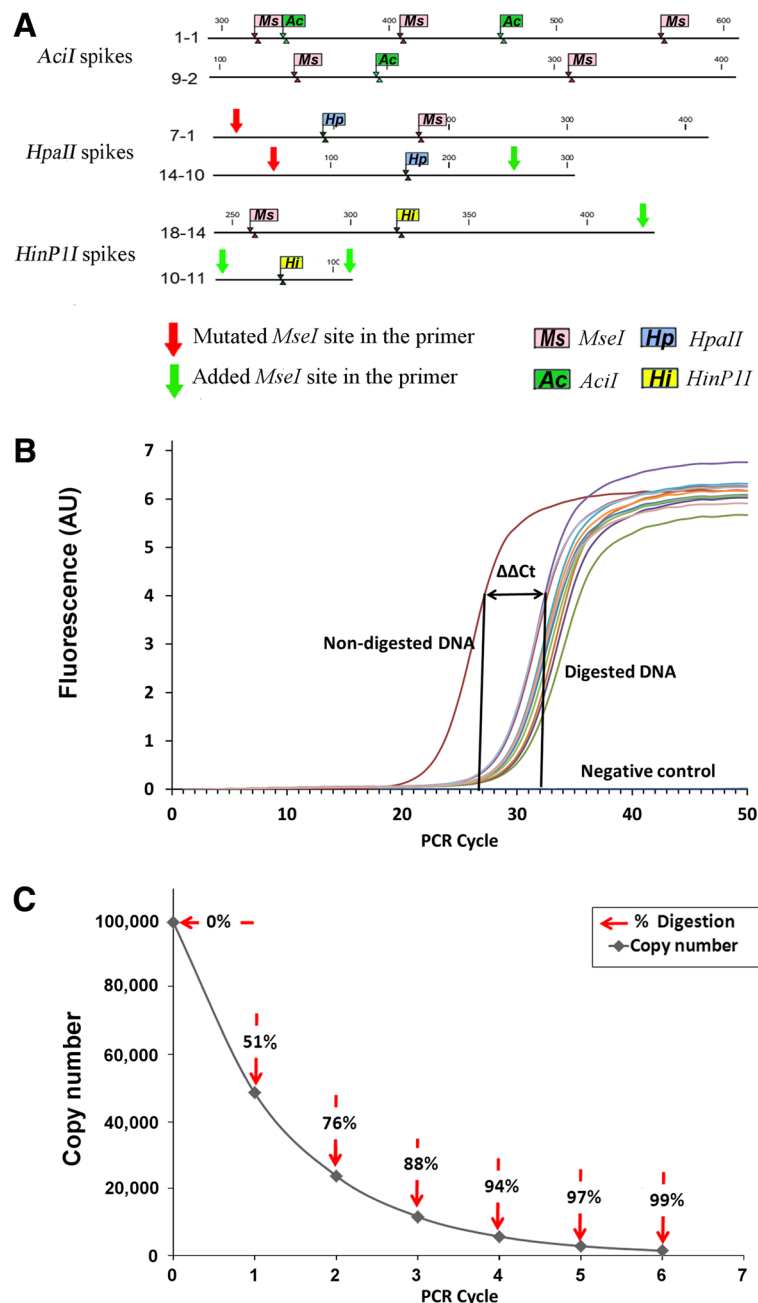 A
300 Ms Ac 400 Ms 500 Ac Ms 600
1-1
AciI spikes
100 Ms Ac 300 Ms 400
9-2
Hp Ms 200 300 400
7-1
HpaII spikes
100 Hp 200 300
14-10
250 Ms 300 Hi 350 400
18-14
HinP1I spikes
Hi
10-11
Mutated MseI site in the primer
Added MseI site in the primer
Ms MseI Hp HpaII
Ac AciI Hi HinP1I
B
7
6
5
4
3
2
1
0
Fluorescence (AU)
ΔΔCt
Non-digested DNA
Digested DNA
Negative control
0 10 20 30 40 50
PCR Cycle
C
100,000
80,000
60,000
40,000
20,000
0
Copy number
0%
51%
76%
88%
94%
97%
99%
% Digestion
Copy number
0 1 2 3 4 5 6 7
PCR Cycle